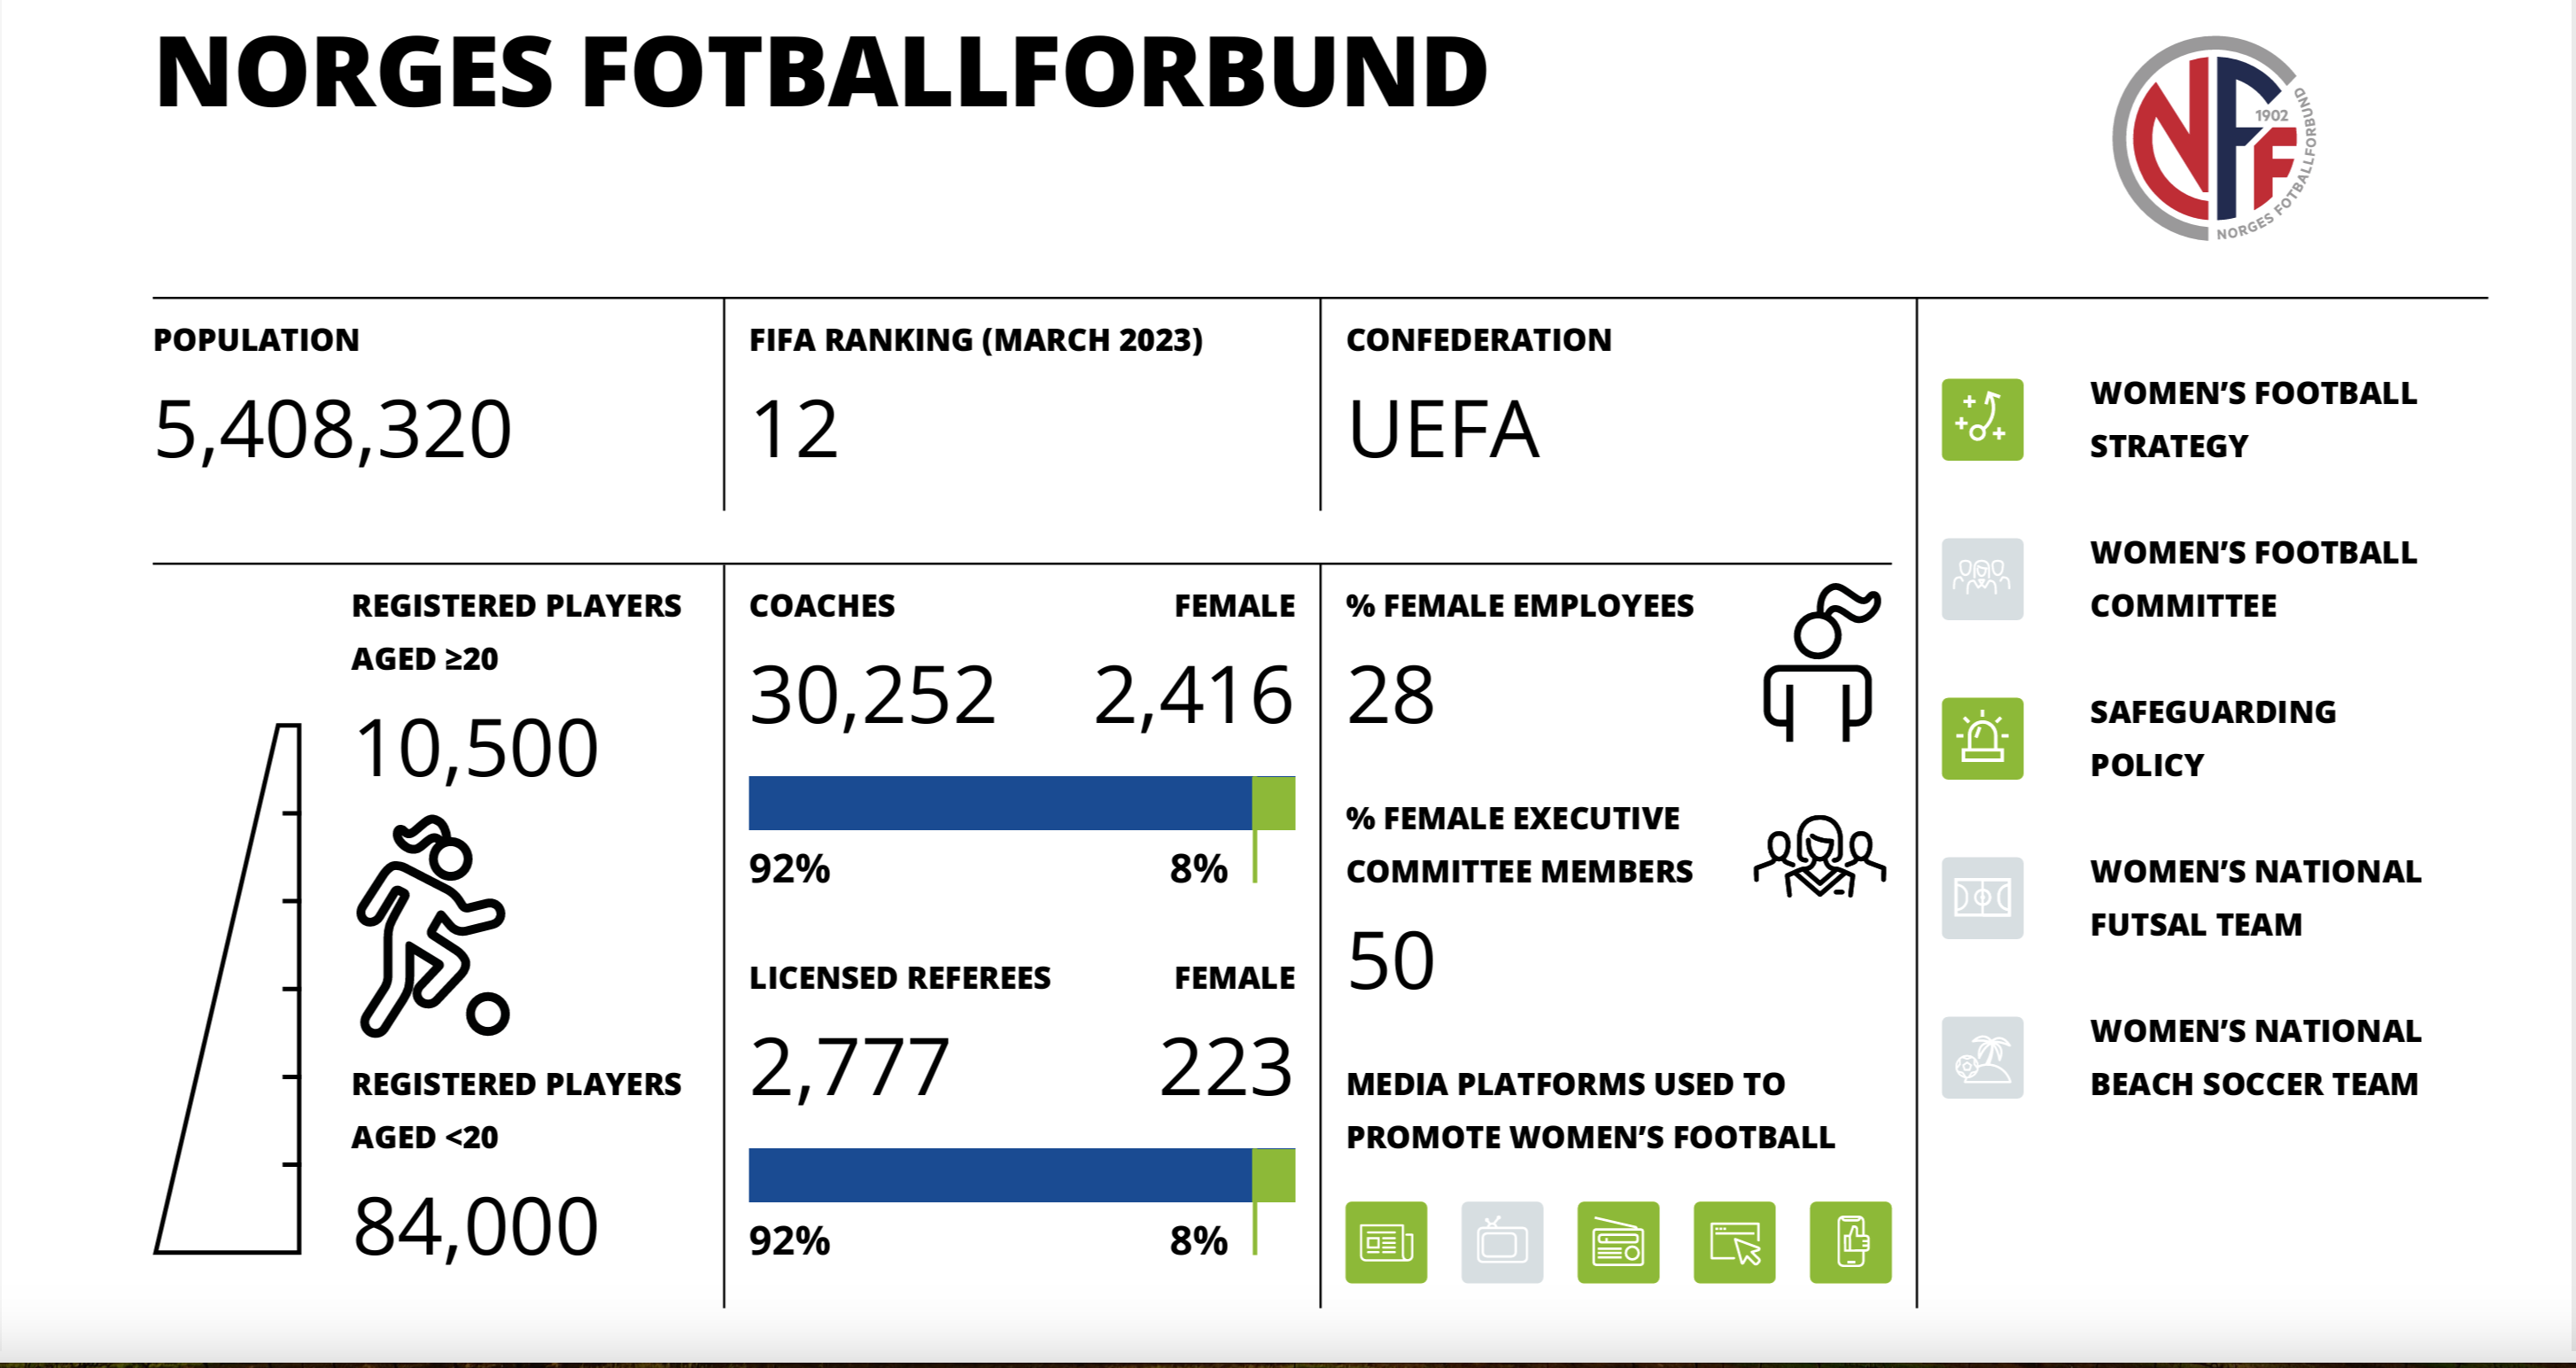 NORGES FOTBALLFORBUND
1902
NORGES FOTBALLFORBUND
POPULATION
5,408,320
FIFA RANKING (MARCH 2023)
12
CONFEDERATION
UEFA
REGISTERED PLAYERS
AGED ≥20
10,500
REGISTERED PLAYERS
AGED <20
84,000
COACHES
FEMALE
30,252
2,416
92%
8%
LICENSED REFEREES
FEMALE
2,777
223
92%
8%
% FEMALE EMPLOYEES
28
% FEMALE EXECUTIVE
COMMITTEE MEMBERS
50
MEDIA PLATFORMS USED TO
PROMOTE WOMEN’S FOOTBALL
WOMEN’S FOOTBALL
STRATEGY
WOMEN’S FOOTBALL
COMMITTEE
SAFEGUARDING
POLICY
WOMEN’S NATIONAL
FUTSAL TEAM
WOMEN’S NATIONAL
BEACH SOCCER TEAM